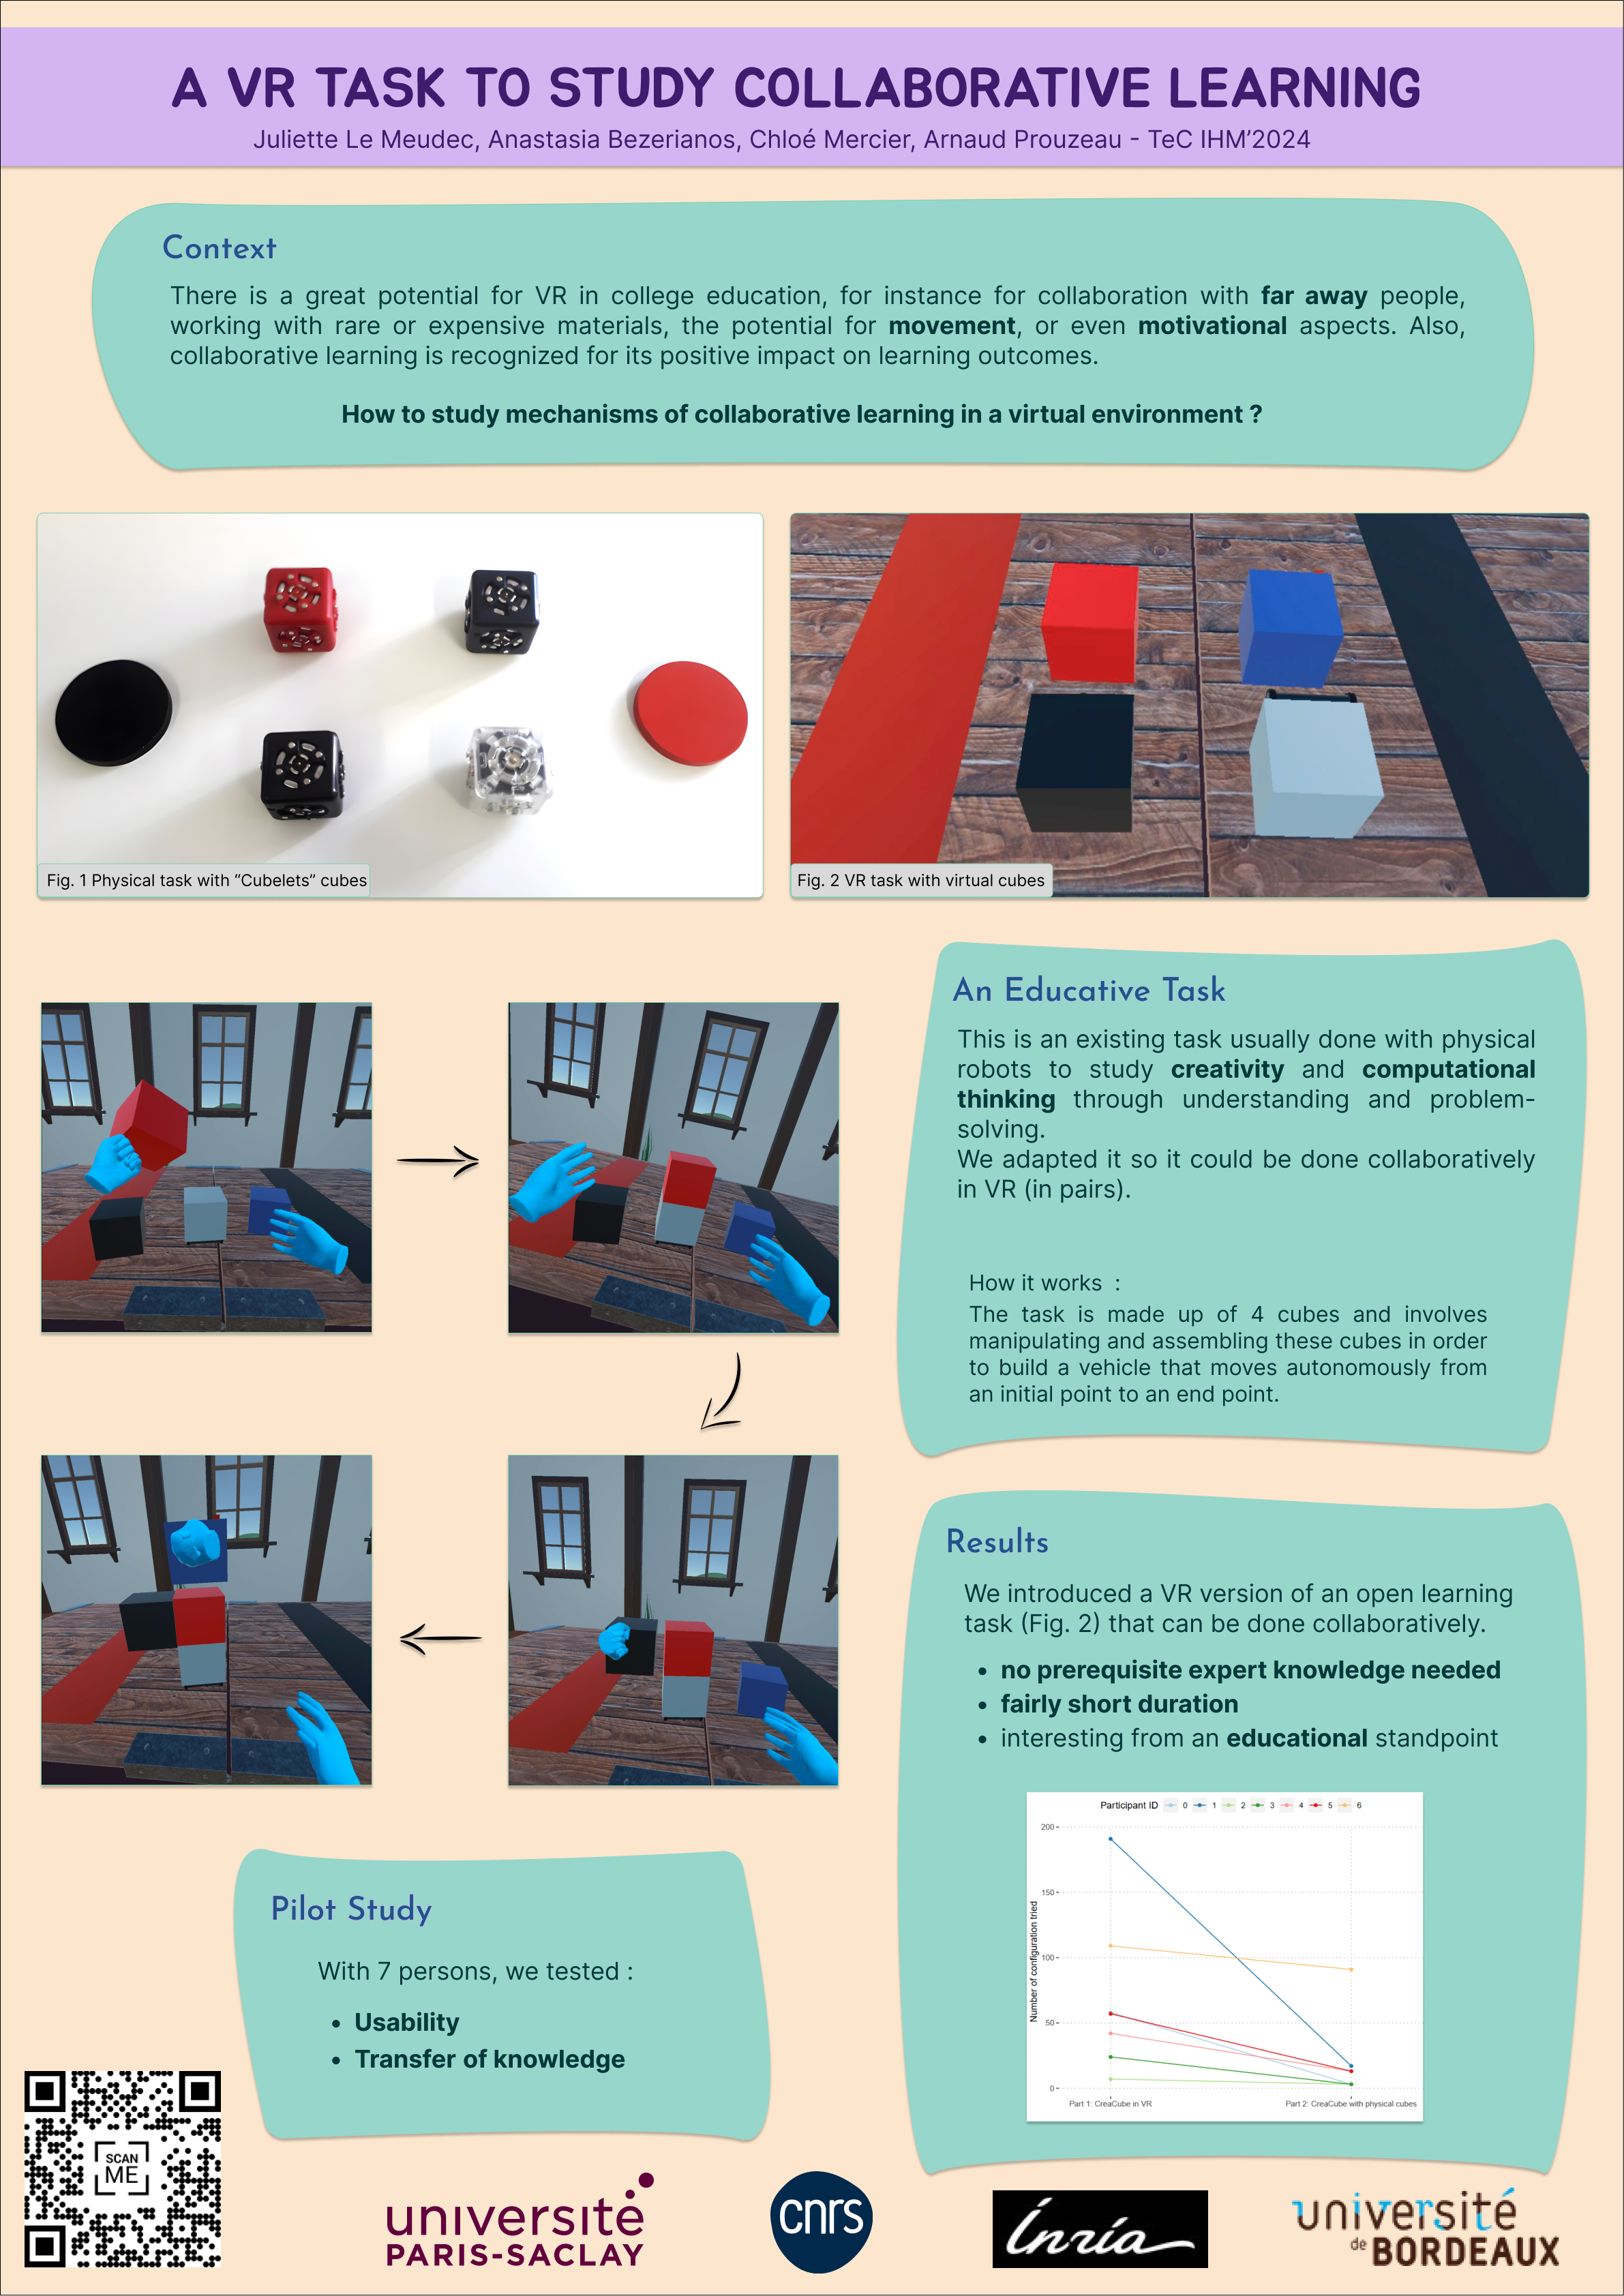 A VR TASK TO STUDY COLLABORATIVE LEARNING
Juliette Le Meudec, Anastasia Bezerianos, Chloé Mercier, Arnaud Prouzeau - TeC IHM’2024
Context
There is a great potential for VR in college education, for instance for collaboration with far away people,
working with rare or expensive materials, the potential for movement, or even motivational aspects. Also,
collaborative learning is recognized for its positive impact on learning outcomes.
How to study mechanisms of collaborative learning in a virtual environment ?
Fig. 1 Physical task with “Cubelets” cubes
Fig. 2 VR task with virtual cubes
An Educative Task
This is an existing task usually done with physical
robots to study creativity and computational
thinking through understanding and problem-
solving.
We adapted it so it could be done collaboratively
in VR (in pairs).
How it works :
The task is made up of 4 cubes and involves
manipulating and assembling these cubes in order
to build a vehicle that moves autonomously from
an initial point to an end point.
Results
We introduced a VR version of an open learning
task (Fig. 2) that can be done collaboratively.
• no prerequisite expert knowledge needed
• fairly short duration
• interesting from an educational standpoint
Participant ID 0 1 2 3 4 5 6
Number of configuration tried
200
150
100
50
0
Part 1: CreaCube in VR
Part 2: CreaCube with physical cubes
Pilot Study
With 7 persons, we tested :
• Usability
• Transfer of knowledge
SCAN
ME
université
PARIS-SACLAY
cnrs
Inria
université
de BORDEAUX